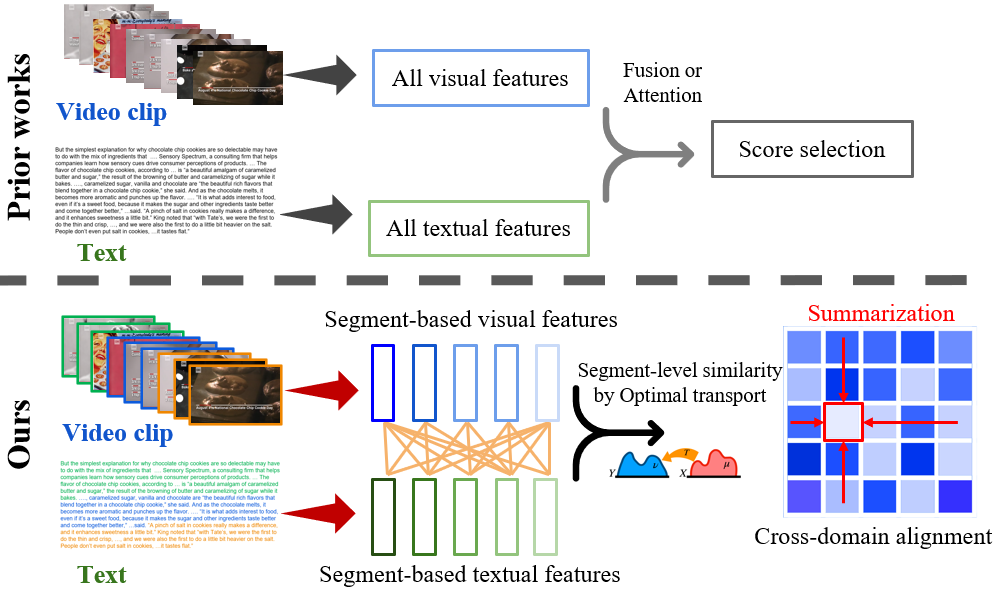 Prior works
Video clip
August 4th-National Chocolate Chip Cookie Day
But the simplest explanation for why chocolate chip cookies are so delectable may have
to do with the mix of ingredients that .... Sensory Spectrum, a consulting firm that helps
companies learn how sensory cues drive consumer perceptions of products. ... The
flavor of chocolate chip cookies, according to ... is “a beautiful amalgam of caramelized
butter and sugar,” the result of the browning of butter and caramelizing of sugar while it
bakes. ...., caramelized sugar, vanilla and chocolate are “the beautiful rich flavors that
blend together in a chocolate chip cookie,” she said. And as the chocolate melts, it
becomes more aromatic and punches up the flavor. .... “It is what adds interest to food,
even if it’s a sweet food, because it makes the sugar and other ingredients taste better
and come together better,” ...said. “A pinch of salt in cookies really makes a difference,
and it enhances sweetness a little bit.” King noted that “with Tate’s, we were the first to
do the thin and crisp, ..., and we were also the first to do a little bit heavier on the salt.
People don’t even put salt in cookies, ... it tastes flat.”
Text
All visual features
All textual features
Fusion or
Attention
Score selection
Ours
Video clip
August 4th-National Chocolate Chip Cookie Day
But the simplest explanation for why chocolate chip cookies are so delectable may have
to do with the mix of ingredients that .... Sensory Spectrum, a consulting firm that helps
companies learn how sensory cues drive consumer perceptions of products. ... The
flavor of chocolate chip cookies, according to ... is “a beautiful amalgam of caramelized
butter and sugar,” the result of the browning of butter and caramelizing of sugar while it
bakes. ...., caramelized sugar, vanilla and chocolate are “the beautiful rich flavors that
blend together in a chocolate chip cookie,” she said. And as the chocolate melts, it
becomes more aromatic and punches up the flavor. .... “It is what adds interest to food,
even if it’s a sweet food, because it makes the sugar and other ingredients taste better
and come together better,” ...said. “A pinch of salt in cookies really makes a difference,
and it enhances sweetness a little bit.” King noted that “with Tate’s, we were the first to
do the thin and crisp, ..., and we were also the first to do a little bit heavier on the salt.
People don’t even put salt in cookies, ... it tastes flat.”
Text
Segment-based visual features
Segment-based textual features
Segment-level similarity
by Optimal transport
Y ν T X μ
Summarization
Cross-domain alignment